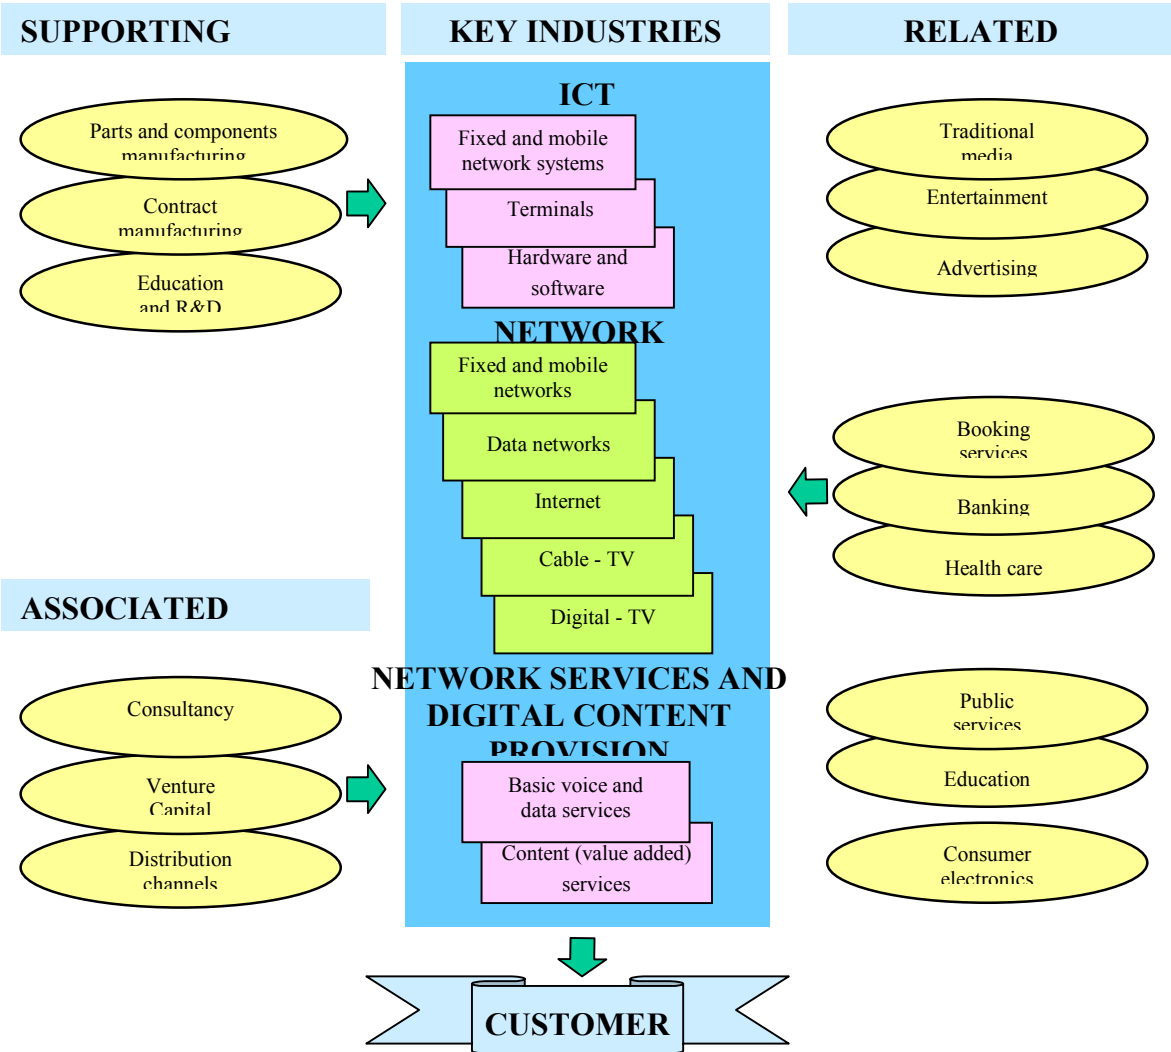 SUPPORTING
Parts and components
manufacturing
Contract
manufacturing
Education
and R&D
ASSOCIATED
Consultancy
Venture
Capital
Distribution
channels
KEY INDUSTRIES
ICT
Fixed and mobile
network systems
Terminals
Hardware and
software
NETWORK
Fixed and mobile
networks
Data networks
Internet
Cable - TV
Digital - TV
NETWORK SERVICES AND
DIGITAL CONTENT
PROVISION
Basic voice and
data services
Content (value added)
services
CUSTOMER
RELATED
Traditional
media
Entertainment
Advertising
Booking
services
Banking
Health care
Public
services
Education
Consumer
electronics